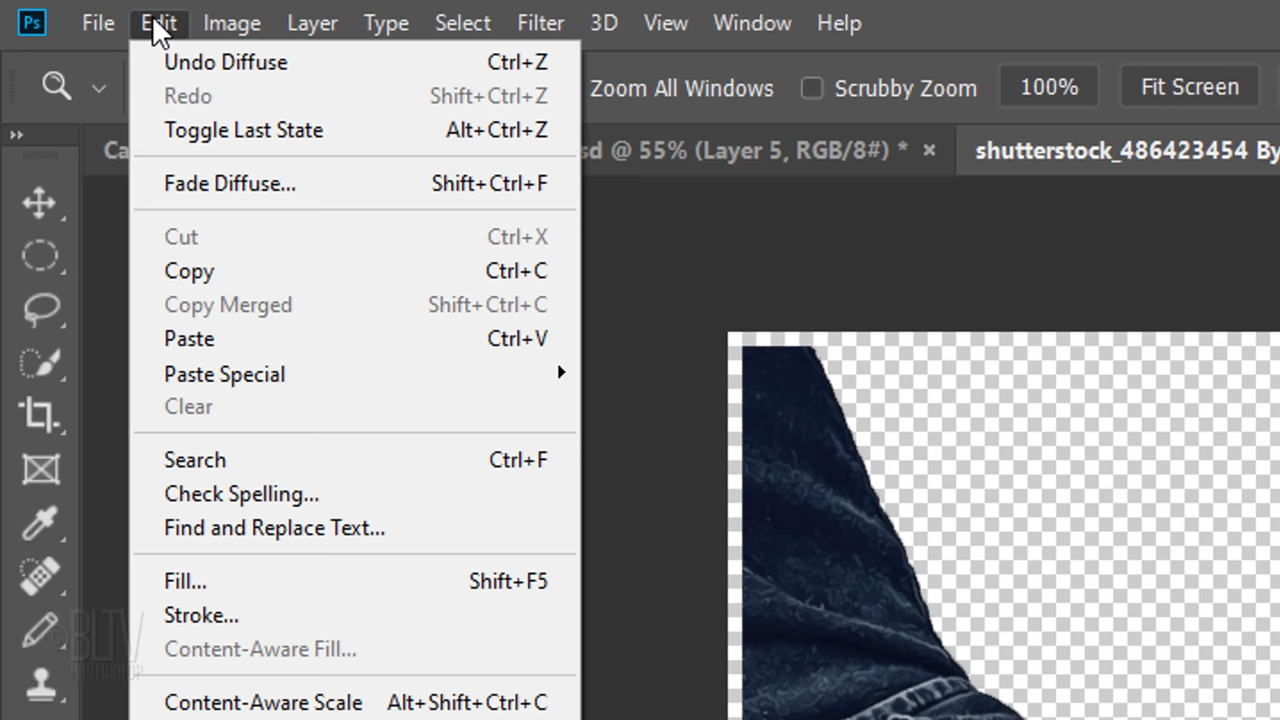 Ps File Edit Image Layer Type Select Filter 3D View Window Help
Zoom All Windows Scrubby Zoom 100% Fit Screen
Ca sd @ 55% (Layer 5, RGB/8#) * × shutterstock_486423454 By
Undo Diffuse Ctrl+Z
Redo Shift+Ctrl+Z
Toggle Last State Alt+Ctrl+Z
Fade Diffuse... Shift+Ctrl+F
Cut Ctrl+X
Copy Ctrl+C
Copy Merged Shift+Ctrl+C
Paste Ctrl+V
Paste Special
Clear
Search Ctrl+F
Check Spelling...
Find and Replace Text...
Fill... Shift+F5
Stroke...
Content-Aware Fill...
Content-Aware Scale Alt+Shift+Ctrl+C
© BLTV
PHOTOSHOP